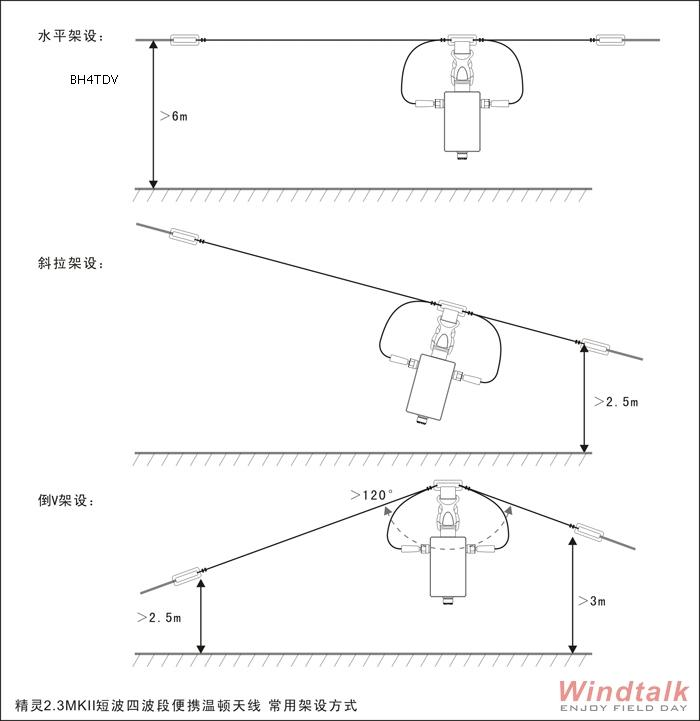 水平架设:
BH4TDV
>6m
斜拉架设:
>2.5m
倒V架设:
>120°
>2.5m
>3m
精灵2.3MKII短波四波段便携温顿天线 常用架设方式
Windtalk
ENJOY FIELD DAY